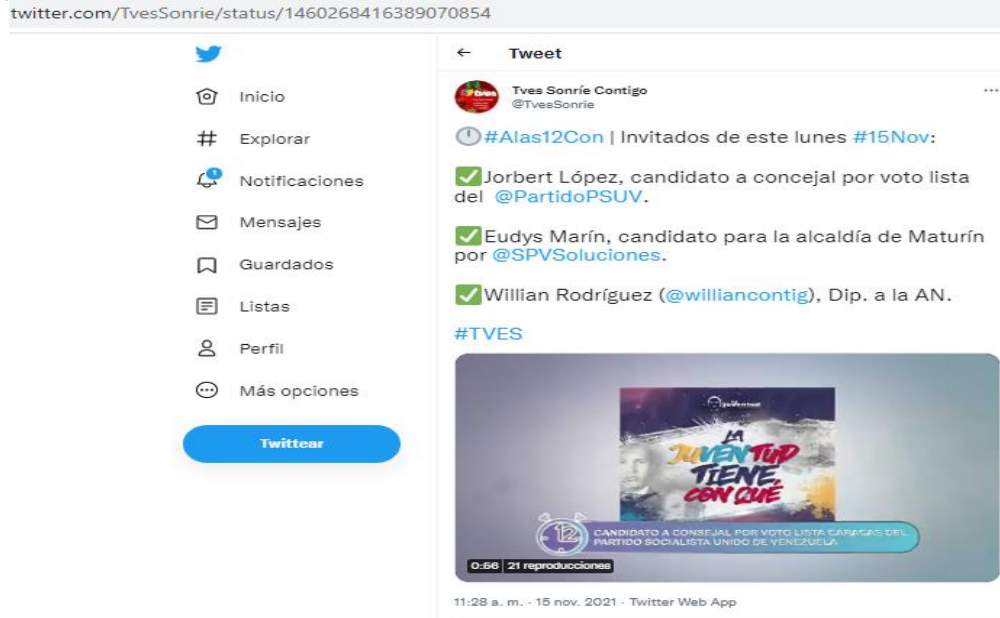 twitter.com/TvesSonrie/status/1460268416389070854
Inicio
Explorar
1
Notificaciones
Mensajes
Guardados
Listas
Perfil
Más opciones
Twittear
← Tweet
Tves Sonríe Contigo
@TvesSonrie
#Alas12Con | Invitados de este lunes #15Nov:
Jorbert López, candidato a concejal por voto lista
del @PartidoPSUV.
Eudys Marín, candidato para la alcaldía de Maturín
por @SPVSoluciones.
Willian Rodríguez (@williancontig), Dip. a la AN.
#TVES
LA
JUVENTUD
TIENE
CON QUÉ
12
CANDIDATO A CONSEJAL POR VOTO LISTA CARACAS DEL
PARTIDO SOCIALISTA UNIDO DE VENEZUELA
0:56 21 reproducciones
11:28 a. m. · 15 nov. 2021 · Twitter Web App